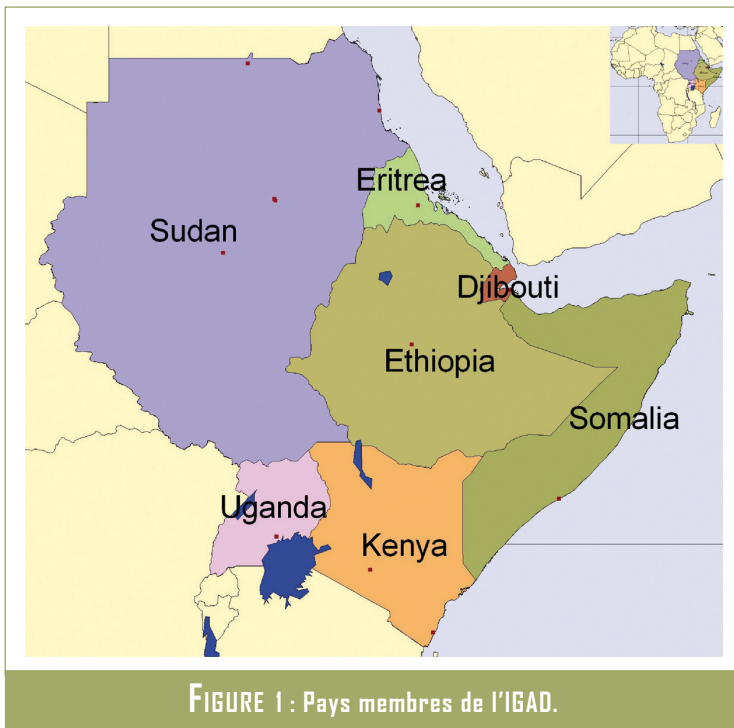 Eritrea
Sudan
Djibouti
Ethiopia
Somalia
Uganda
Kenya
FIGURE 1 : Pays membres de l'IGAD.